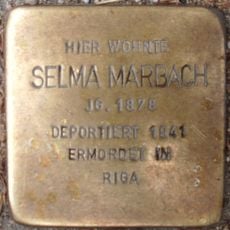 HIER WOHNTE
SELMA MARBACH
JG. 1878
DEPORTIERT 1941
ERMORDET IN
RIGA